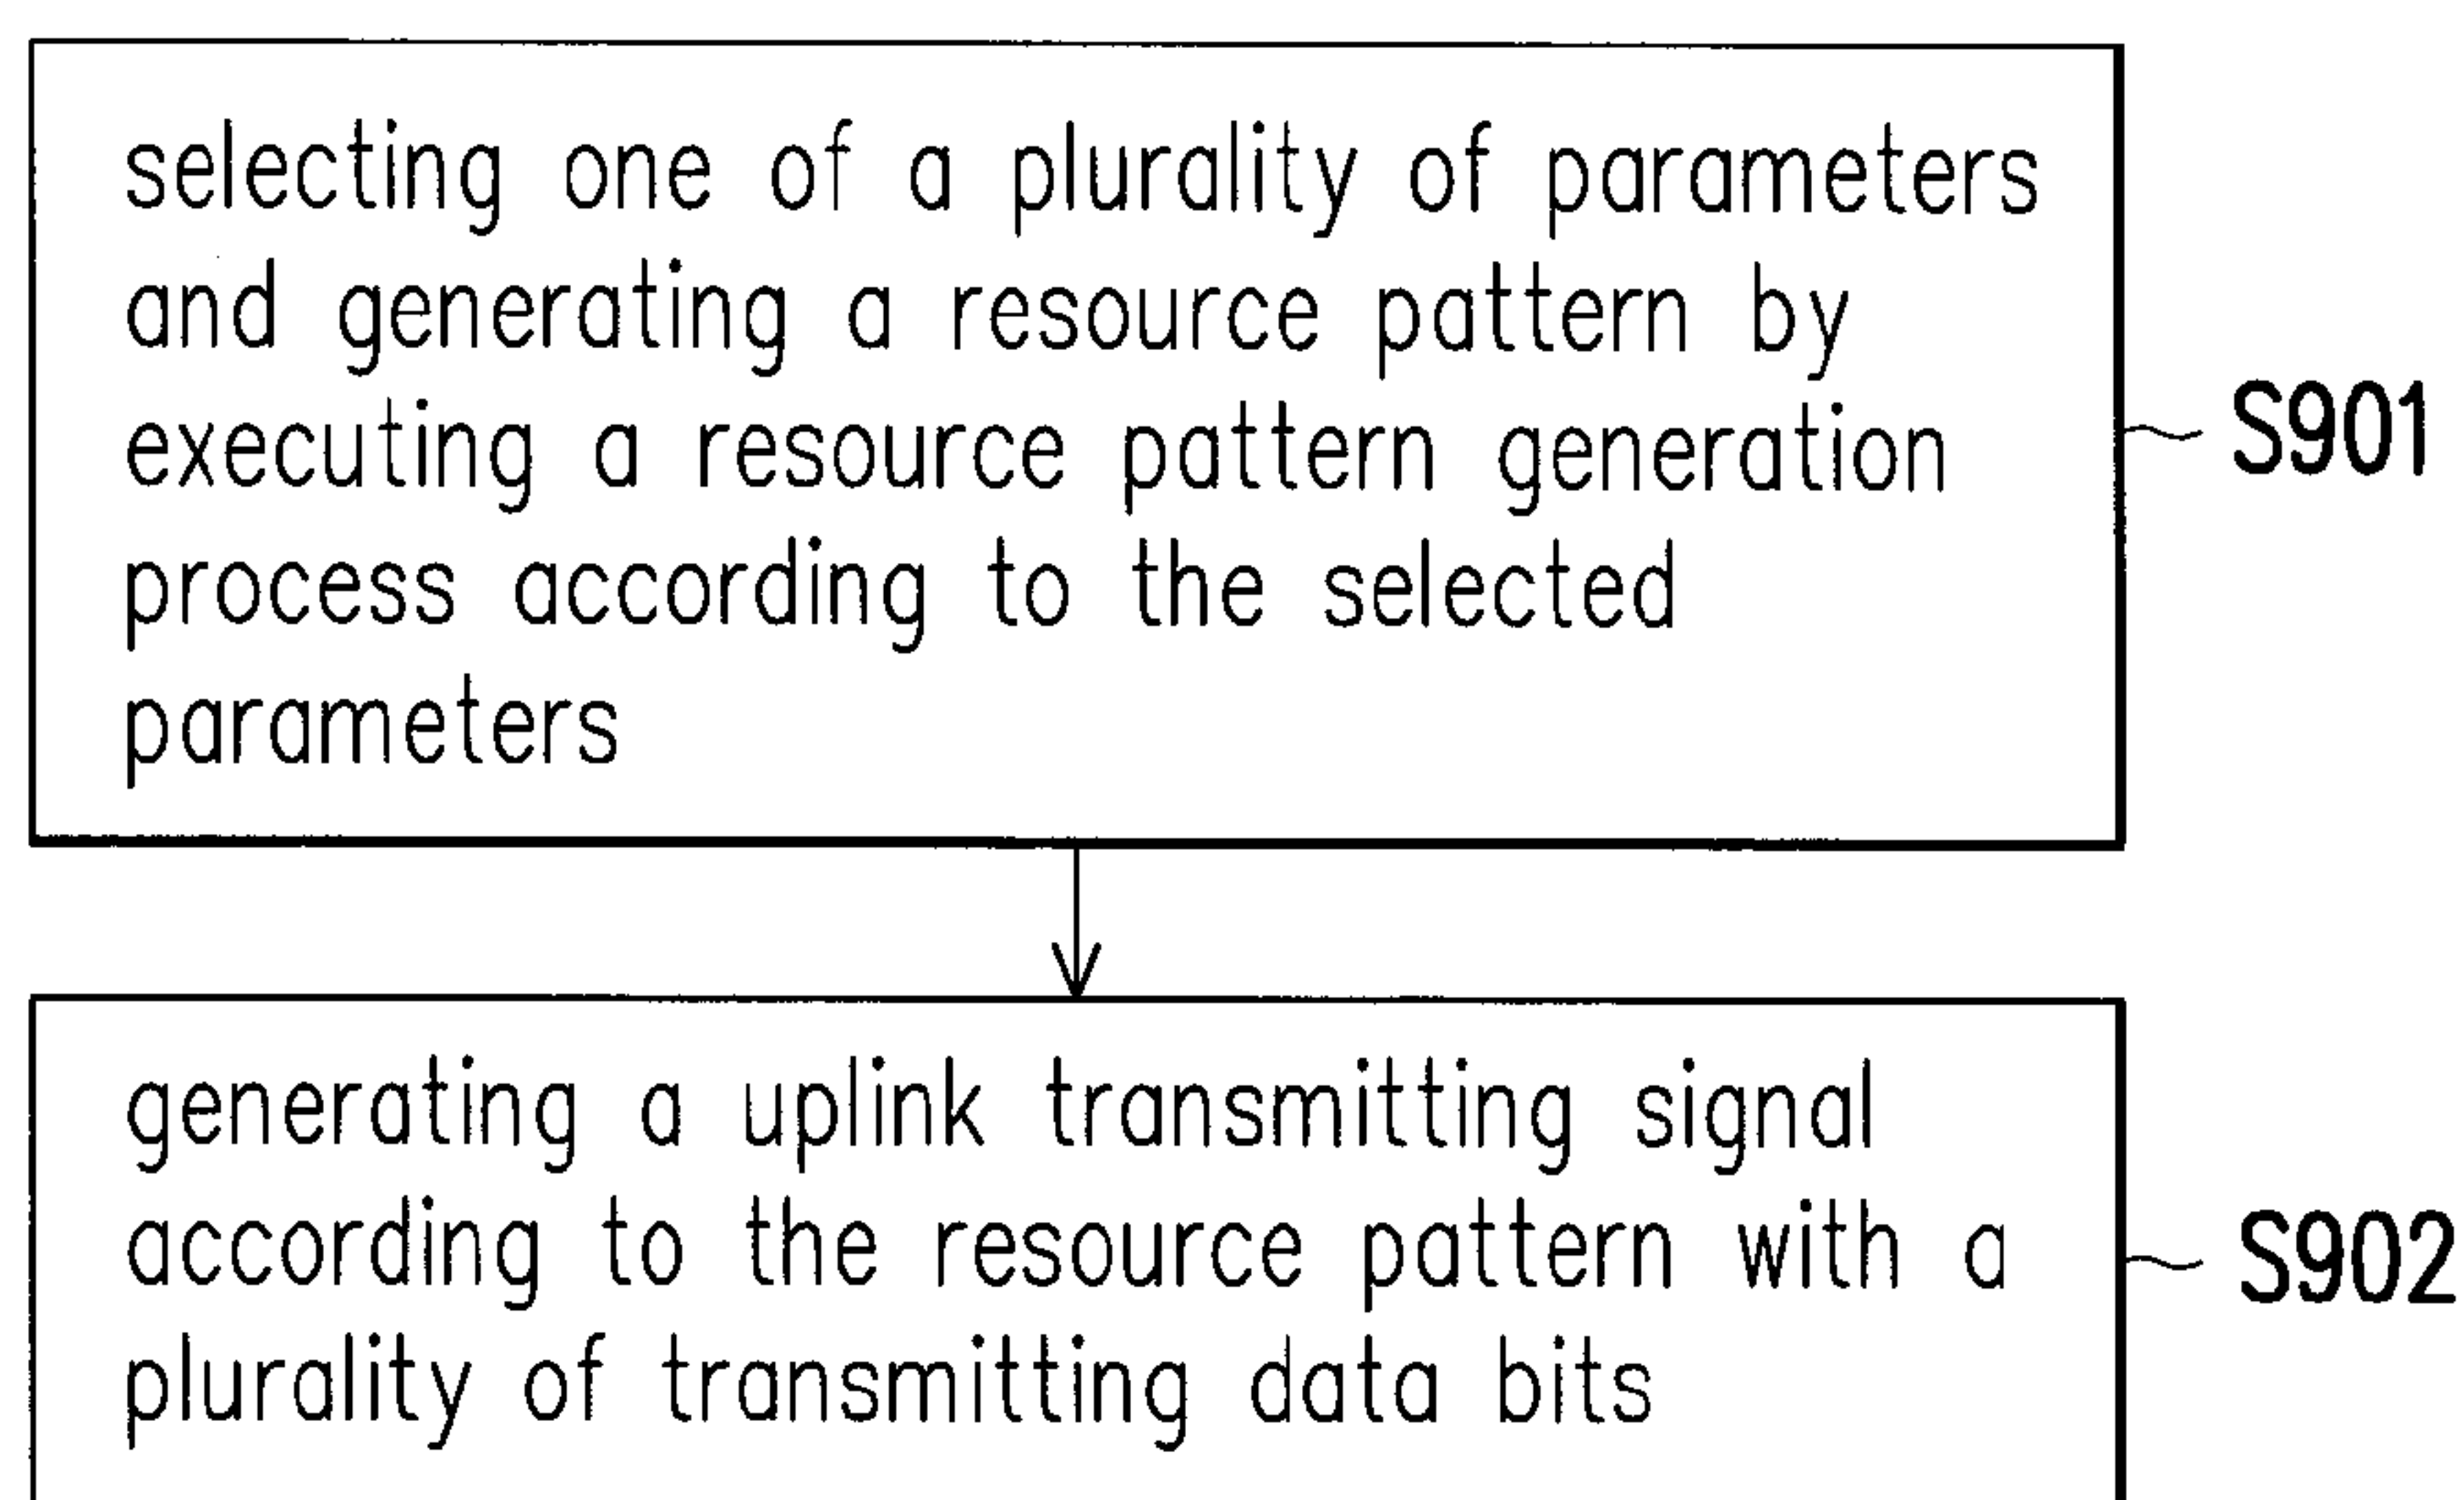 selecting one of a plurality of parameters
and generating a resource pattern by
executing a resource pattern generation
process according to the selected
parameters
S901
generating a uplink transmitting signal
according to the resource pattern with a
plurality of transmitting data bits
S902